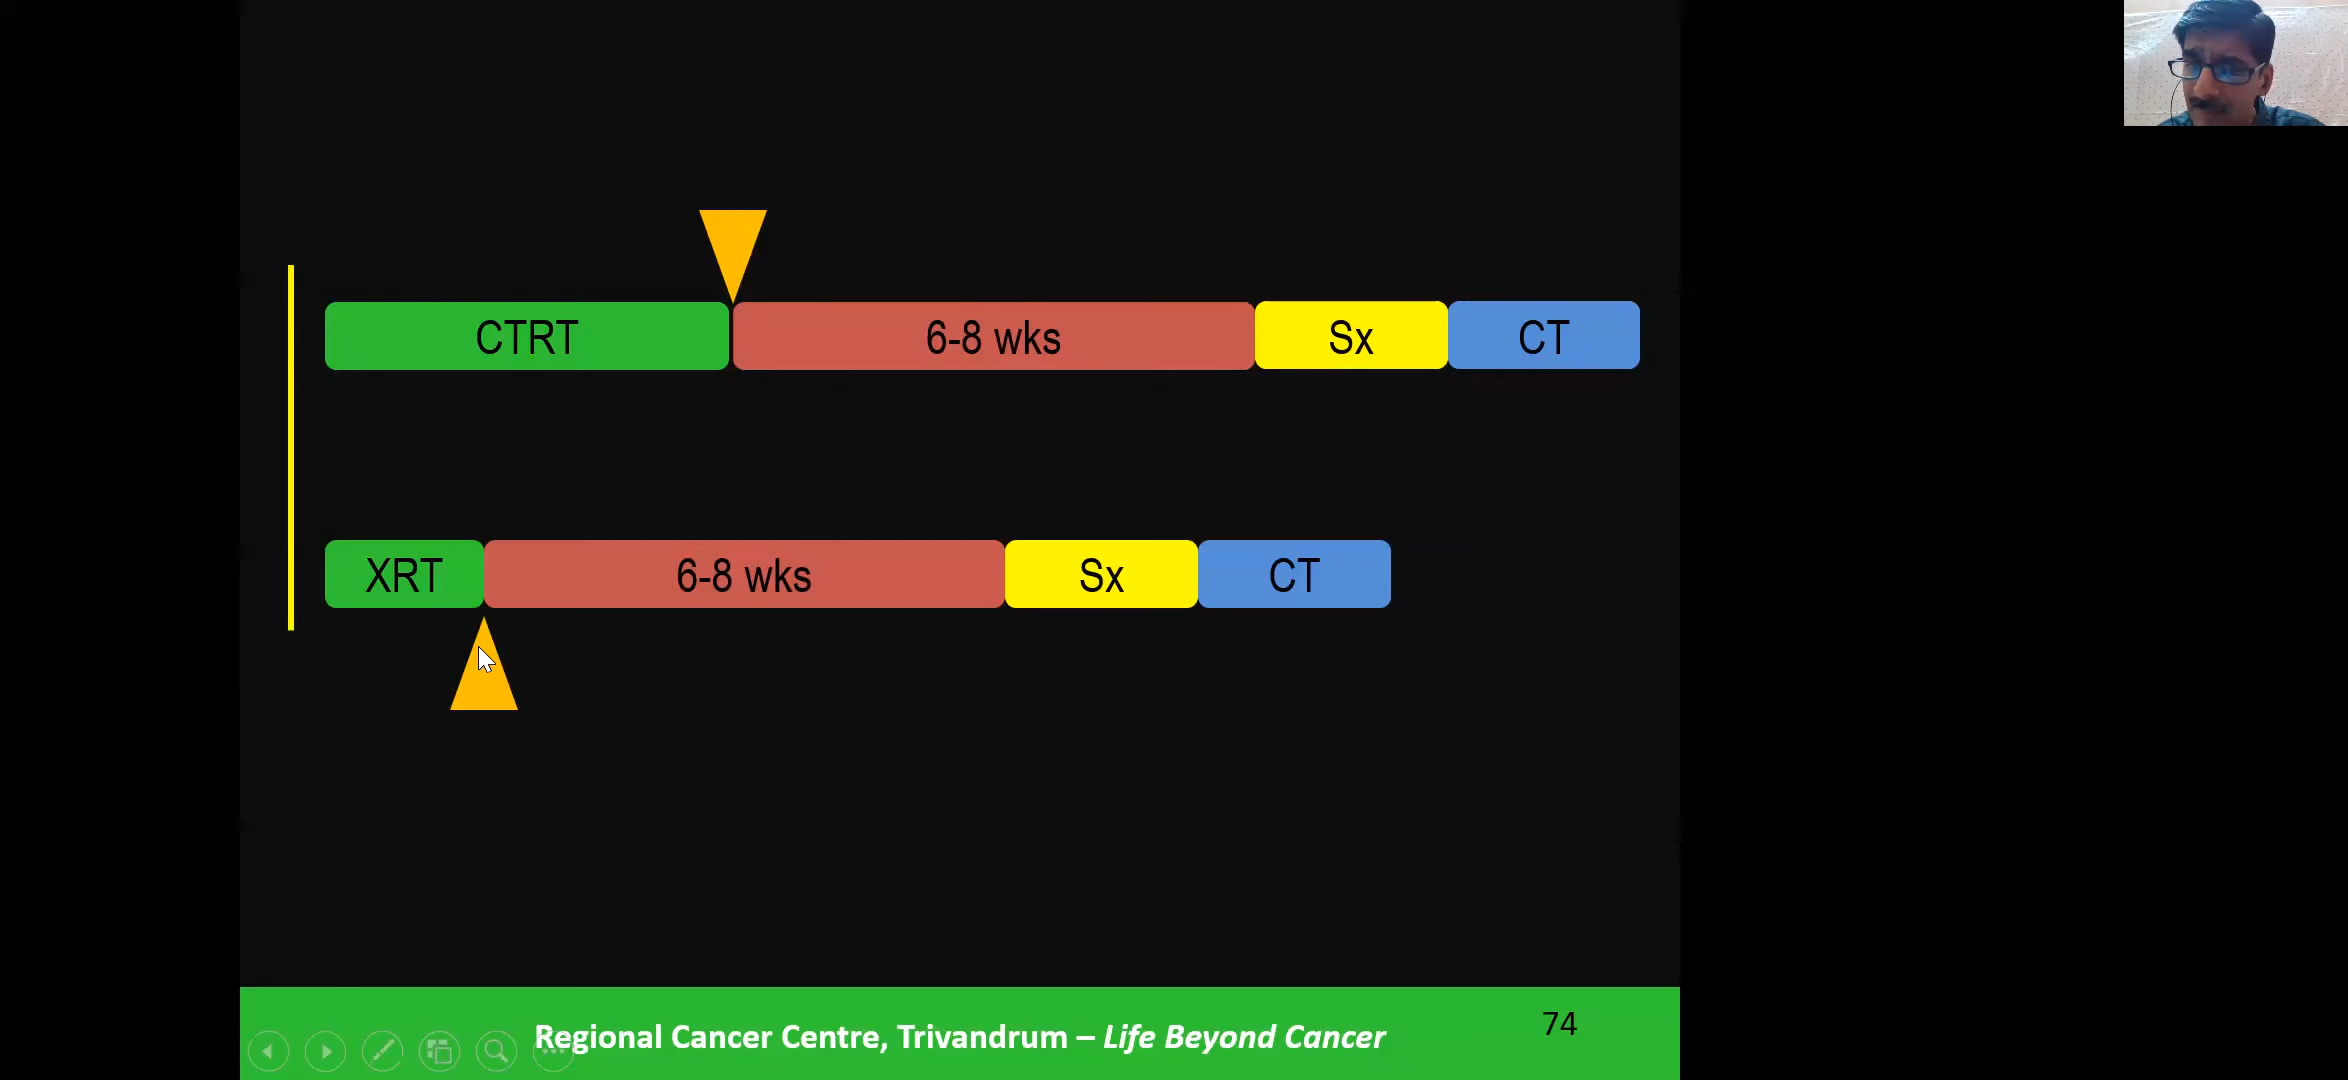 CTRT 6-8 wks Sx CT
XRT 6-8 wks Sx CT
Regional Cancer Centre, Trivandrum – Life Beyond Cancer
74